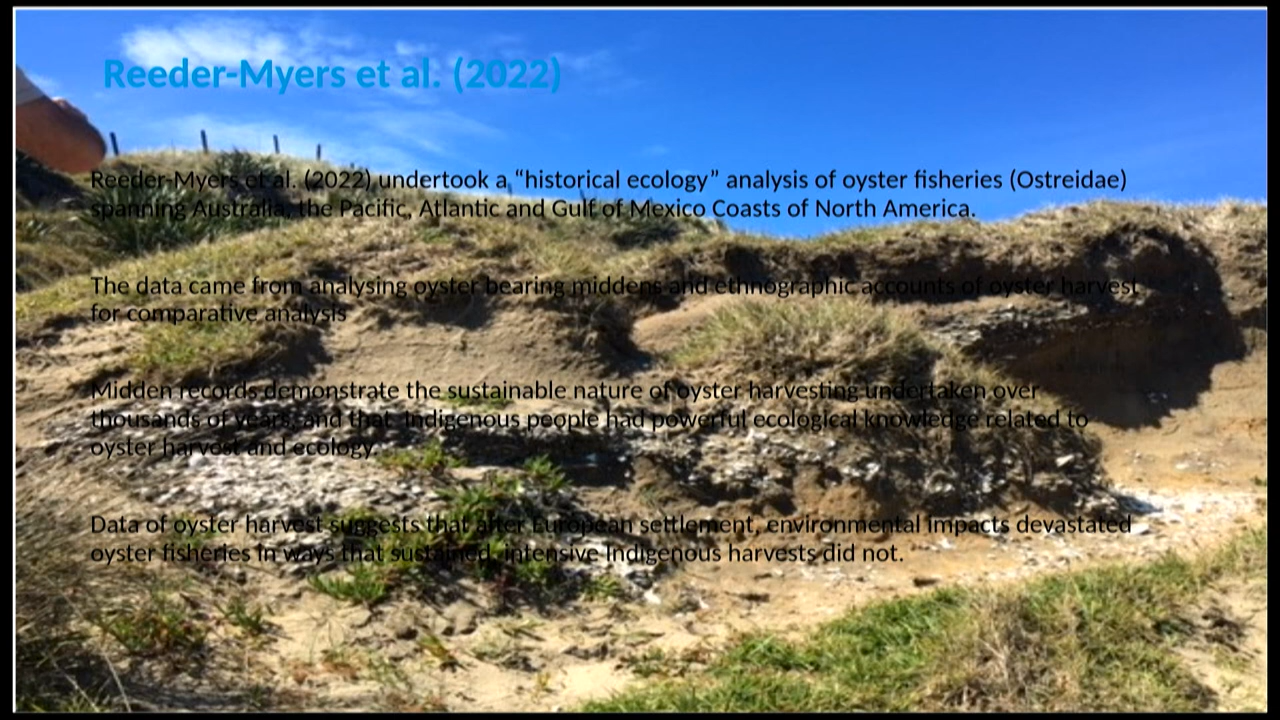 Reeder-Myers et al. (2022)
Reeder-Myers et al. (2022) undertook a “historical ecology” analysis of oyster fisheries (Ostreidae)
spanning Australia, the Pacific, Atlantic and Gulf of Mexico Coasts of North America.
The data came from analysing oyster bearing middens and ethnographic accounts of oyster harvest
for comparative analysis
Midden records demonstrate the sustainable nature of oyster harvesting undertaken over
thousands of years, and that Indigenous people had powerful ecological knowledge related to
oyster harvest and ecology.
Data of oyster harvest suggests that after European settlement, environmental impacts devastated
oyster fisheries in ways that sustained, intensive Indigenous harvests did not.